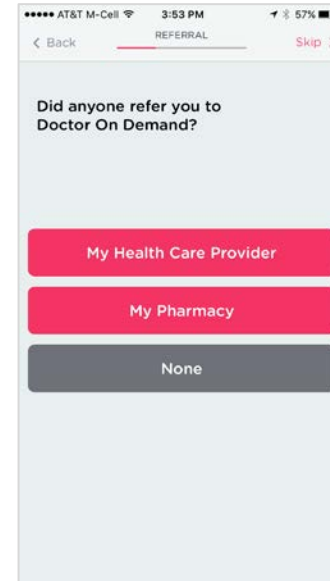 AT&T M-Cell 3:53 PM 57%
Back REFERRAL Skip
Did anyone refer you to
Doctor On Demand?
My Health Care Provider
My Pharmacy
None